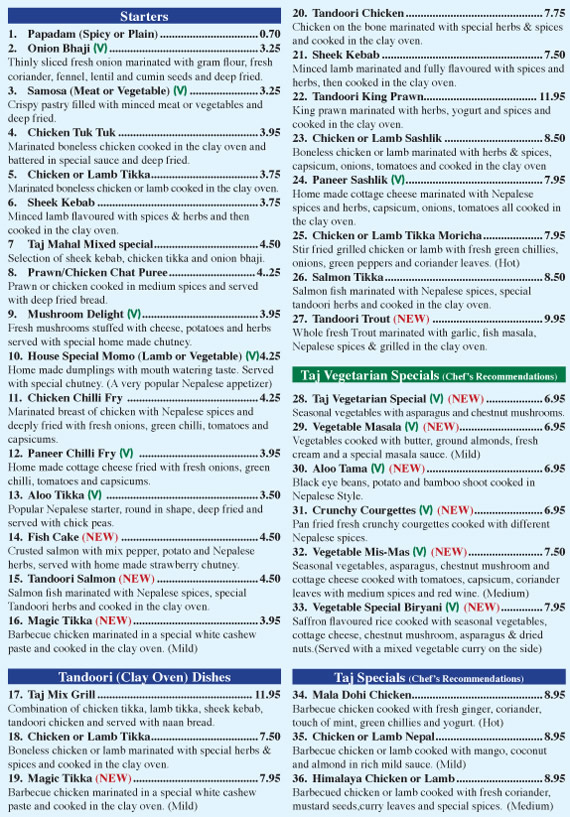 Starters
1. Papadam (Spicy or Plain) ................................ 0.70
2. Onion Bhaji (V) ................................ 3.25
Thinly sliced fresh onion marinated with gram flour, fresh
coriander, fennel, lentil and cumin seeds and deep fried.
3. Samosa (Meat or Vegetable) (V) ................................ 3.25
Crispy pastry filled with minced meat or vegetables and
deep fried.
4. Chicken Tuk Tuk ................................ 3.95
Marinated boneless chicken cooked in the clay oven and
battered in special sauce and deep fried.
5. Chicken or Lamb Tikka ................................ 3.75
Marinated boneless chicken or lamb cooked in the clay oven.
6. Sheek Kebab ................................ 3.75
Minced lamb flavoured with spices & herbs and then
cooked in the clay oven.
7 Taj Mahal Mixed special ................................ 4.50
Selection of sheek kebab, chicken tikka and onion bhaji.
8. Prawn/Chicken Chat Puree ................................ 4..25
Prawn or chicken cooked in medium spices and served
with deep fried bread.
9. Mushroom Delight (V) ................................ 3.95
Fresh mushrooms stuffed with cheese, potatoes and herbs
served with special home made chutney.
10. House Special Momo (Lamb or Vegetable) (V)4.25
Home made dumplings with mouth watering taste. Served
with special chutney. (A very popular Nepalese appetizer)
11. Chicken Chilli Fry ................................ 4.25
Marinated breast of chicken with Nepalese spices and
deeply fried with fresh onions, green chilli, tomatoes and
capsicums.
12. Paneer Chilli Fry (V) ................................ 3.95
Home made cottage cheese fried with fresh onions, green
chilli, tomatoes and capsicums.
13. Aloo Tikka (V) ................................ 3.50
Popular Nepalese starter, round in shape, deep fried and
served with chick peas.
14. Fish Cake (NEW) ................................ 4.50
Crusted salmon with mix pepper, potato and Nepalese
herbs, served with home made strawberry chutney.
15. Tandoori Salmon (NEW) ................................ 4.50
Salmon fish marinated with Nepalese spices, special
Tandoori herbs and cooked in the clay oven.
16. Magic Tikka (NEW) ................................ 3.95
Barbecue chicken marinated in a special white cashew
paste and cooked in the clay oven. (Mild)
Tandoori (Clay Oven) Dishes
17. Taj Mix Grill ................................ 11.95
Combination of chicken tikka, lamb tikka, sheek kebab,
tandoori chicken and served with naan bread.
18. Chicken or Lamb Tikka ................................ 7.50
Boneless chicken or lamb marinated with special herbs &
spices and cooked in the clay oven.
19. Magic Tikka (NEW) ................................ 7.95
Barbecue chicken marinated in a special white cashew
paste and cooked in the clay oven. (Mild)
20. Tandoori Chicken ................................ 7.75
Chicken on the bone marinated with special herbs & spices
and cooked in the clay oven.
21. Sheek Kebab ................................ 7.50
Minced lamb marinated and fully flavoured with spices and
herbs, then cooked in the clay oven.
22. Tandoori King Prawn ................................ 11.95
King prawn marinated with herbs, yogurt and spices and
cooked in the clay oven.
23. Chicken or Lamb Sashlik ................................ 8.50
Boneless chicken or lamb marinated with herbs & spices,
capsicum, onions, tomatoes and cooked in the clay oven
24. Paneer Sashlik (V) ................................ 7.95
Home made cottage cheese marinated with Nepalese
spices and herbs, capsicum, onions, tomatoes all cooked in
the clay oven.
25. Chicken or Lamb Tikka Moricha ................................ 7.95
Stir fried grilled chicken or lamb with fresh green chillies,
onions, green peppers and coriander leaves. (Hot)
26. Salmon Tikka ................................ 8.50
Salmon fish marinated with Nepalese spices, special
tandoori herbs and cooked in the clay oven.
27. Tandoori Trout (NEW) ................................ 9.95
Whole fresh Trout marinated with garlic, fish masala,
Nepalese spices & grilled in the clay oven.
Taj Vegetarian Specials (Chef's Recommendations)
28. Taj Vegetarian Special (V) (NEW) ................................ 6.95
Seasonal vegetables with asparagus and chestnut mushrooms.
29. Vegetable Masala (V) (NEW) ................................ 6.95
Vegetables cooked with butter, ground almonds, fresh
cream and a special masala sauce. (Mild)
30. Aloo Tama (V) (NEW) ................................ 6.95
Black eye beans, potato and bamboo shoot cooked in
Nepalese Style.
31. Crunchy Courgettes (V) (NEW) ................................ 6.95
Pan fried fresh crunchy courgettes cooked with different
Nepalese spices.
32. Vegetable Mis-Mas (V) (NEW) ................................ 7.50
Seasonal vegetables, asparagus, chestnut mushroom and
cottage cheese cooked with tomatoes, capsicum, coriander
leaves with medium spices and red wine. (Medium)
33. Vegetable Special Biryani (V) (NEW) ................................ 7.95
Saffron flavoured rice cooked with seasonal vegetables,
cottage cheese, chestnut mushroom, asparagus & dried
nuts.(Served with a mixed vegetable curry on the side)
Taj Specials (Chef's Recommendations)
34. Mala Dohi Chicken ................................ 8.95
Barbecue chicken cooked with fresh ginger, coriander,
touch of mint, green chillies and yogurt. (Hot)
35. Chicken or Lamb Nepal ................................ 8.95
Barbecue chicken or lamb cooked with mango, coconut
and almond in rich mild sauce. (Mild)
36. Himalaya Chicken or Lamb ................................ 8.95
Barbecued chicken or lamb cooked with fresh coriander,
mustard seeds,curry leaves and special spices. (Medium)